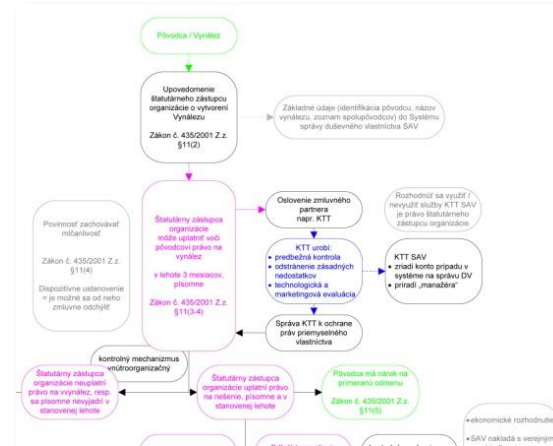 Pôvodca / Vynález
Upovedomenie
štatutárneho zástupcu
organizácie o vytvorení
Vynálezu
Zákon č. 435/2001 Z.z.
§11(2)
Základné údaje (identifikácia pôvodcu, názov
vynálezu, zoznam spolupôvodcov) do Systému
správy duševného vlastníctva SAV
Povinnosť zachovávať
mlčanlivosť
Zákon č. 435/2001 Z.z.
§11(4)
Dispozitívne ustanovenie
= je možné sa od neho
zmluvne odchýliť
Štatutárny zástupca
organizácie
môže uplatniť voči
pôvodcovi právo na
vynález
v lehote 3 mesiacov,
písomne
Zákon č. 435/2001 Z.z.
§11(3-4)
Oslovenie zmluvného
partnera
napr. KTT
Rozhodnúť sa využiť /
nevyužiť služby KTT SAV
je právo štatutárneho
zástupcu organizácie
KTT urobí:
• predbežná kontrola
• odstránenie zásadných
nedostatkov
• technologická a
marketingová evaluácia
KTT SAV
• zriadi konto prípadu v
systéme na správu DV
• priradí „manažéra“
Správa KTT k ochrane
práv priemyselného
vlastníctva
kontrolný mechanizmus
vnútroorganizačný
Štatutárny zástupca
organizácie neuplatní
právo na vvynález, resp.
sa písomne nevyjadrí v
stanovenej lehote
Štatutárny zástupca
organizácie uplatní právo
na riešenie, písomne a v
stanovenej lehote
Pôvodca má nárok na
primeranú odmenu
Zákon č. 435/2001 Z.z.
§11(5)
•ekonomické rozhodnutie
•SAV nakladá s verejným